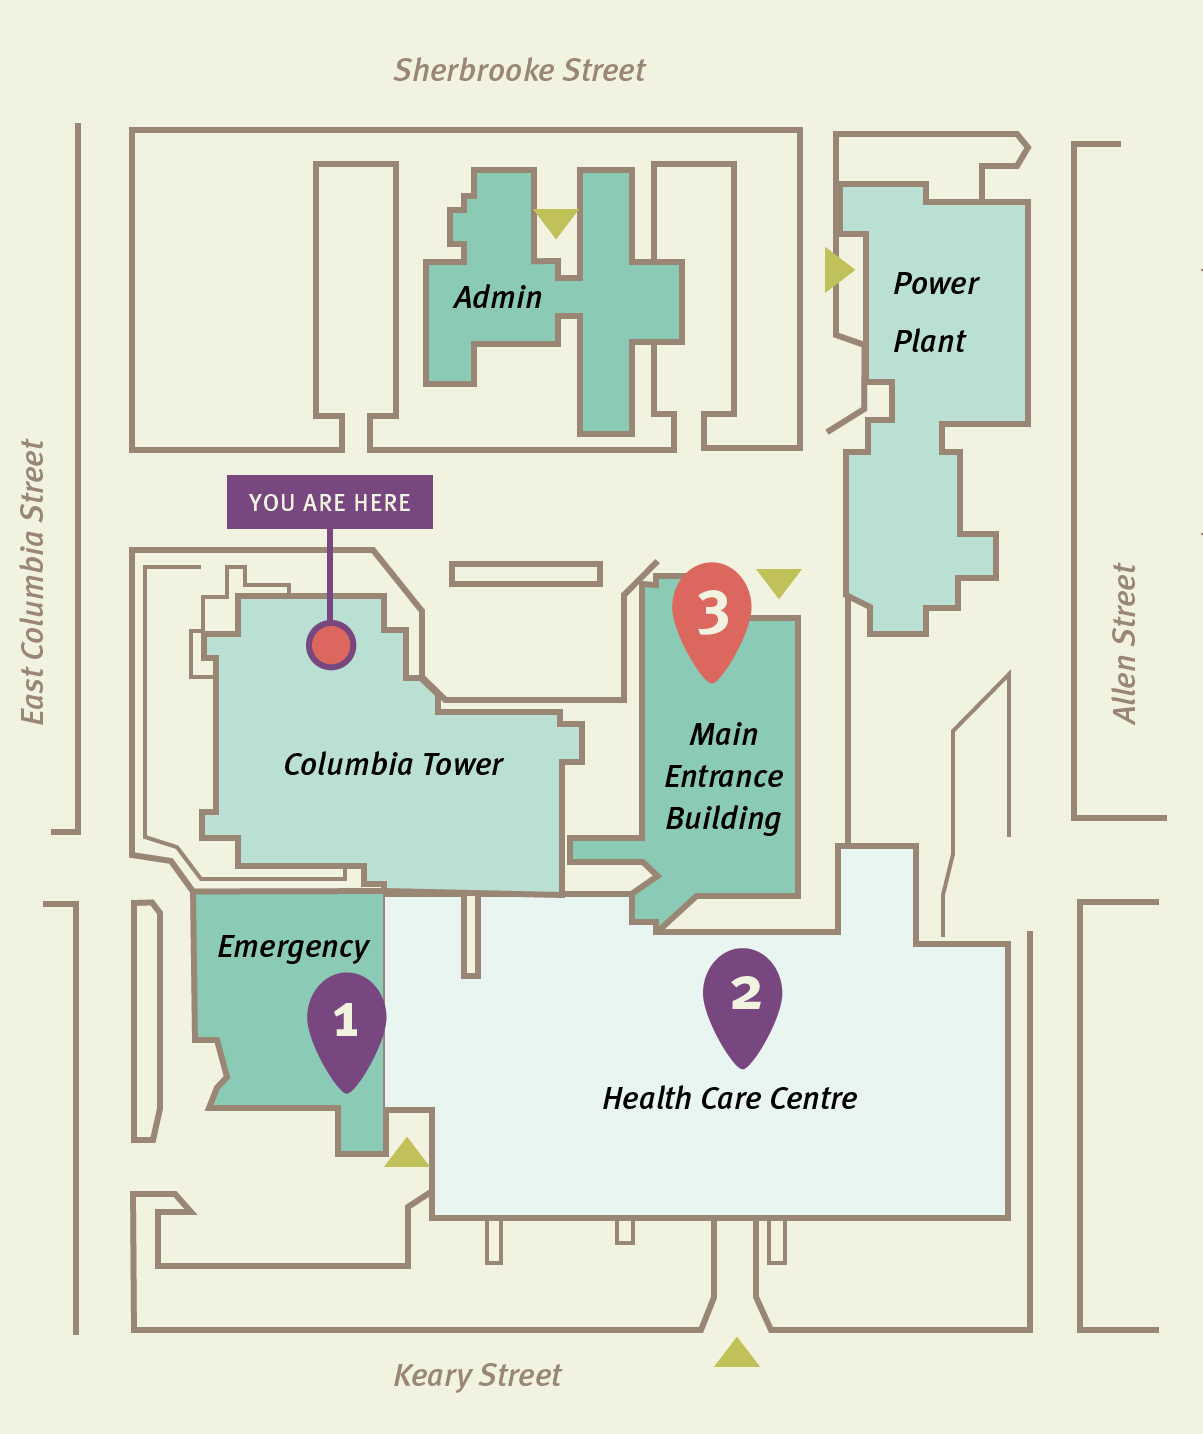 Sherbrooke Street
Admin
Power
Plant
East Columbia Street
YOU ARE HERE
Allen Street
3
Columbia Tower
Main
Entrance
Building
Emergency
1
2
Health Care Centre
Keary Street